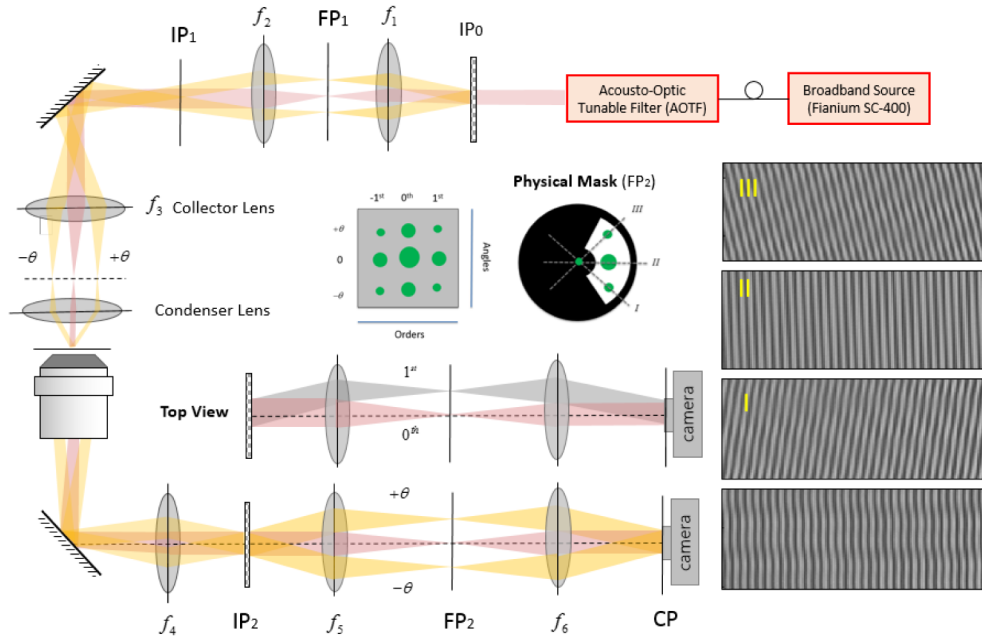 IP1
f2
FP1
f1
IP0
Acousto-Optic
Tunable Filter (AOTF)
Broadband Source
(Fianium SC-400)
f3
Collector Lens
−θ
+θ
Condenser Lens
-1st
0th
1st
+θ
0
−θ
Angles
Orders
Physical Mask (FP2)
III
II
I
III
II
I
Top View
1st
0th
camera
+θ
−θ
camera
f4
IP2
f5
FP2
f6
CP